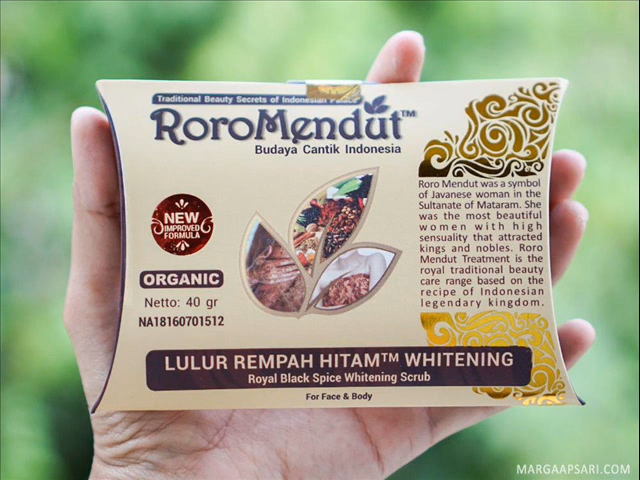 Traditional Beauty Secrets of Indonesian Palace
RoroMendut™
Budaya Cantik Indonesia
Roro Mendut was a symbol
of Javanese woman in the
Sultanate of Mataram. She
was the most beautiful
women with high
sensuality that attracted
kings and nobles. Roro
Mendut Treatment is the
royal traditional beauty
care range based on the
recipe of Indonesian
legendary kingdom.
NEW
IMPROVED
FORMULA
ORGANIC
Netto: 40 gr
NA18160701512
LULUR REMPAH HITAM™ WHITENING
Royal Black Spice Whitening Scrub
For Face & Body
MARGAAPSARI.COM